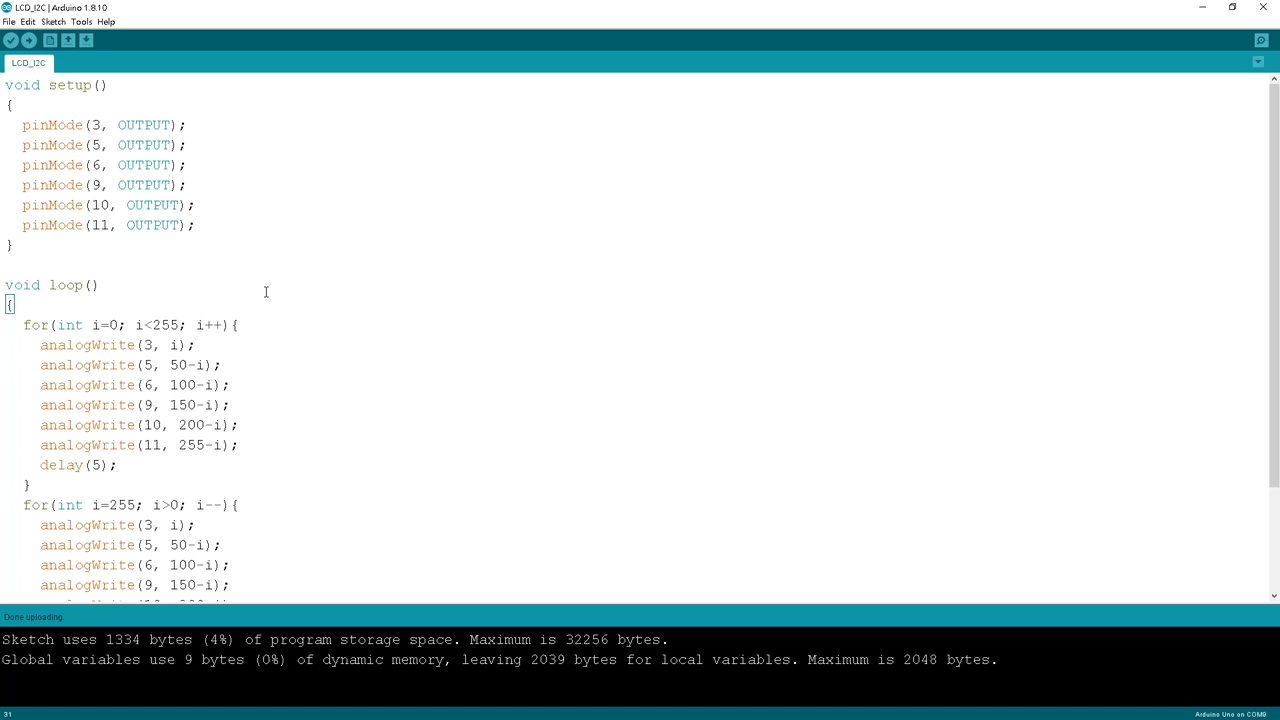 LCD_I2C | Arduino 1.8.10
File Edit Sketch Tools Help
LCD_I2C
void setup()
{
  pinMode(3, OUTPUT);
  pinMode(5, OUTPUT);
  pinMode(6, OUTPUT);
  pinMode(9, OUTPUT);
  pinMode(10, OUTPUT);
  pinMode(11, OUTPUT);
}
void loop()
{
  for(int i=0; i<255; i++){
    analogWrite(3, i);
    analogWrite(5, 50-i);
    analogWrite(6, 100-i);
    analogWrite(9, 150-i);
    analogWrite(10, 200-i);
    analogWrite(11, 255-i);
    delay(5);
  }
  for(int i=255; i>0; i--){
    analogWrite(3, i);
    analogWrite(5, 50-i);
    analogWrite(6, 100-i);
    analogWrite(9, 150-i);
Done uploading.
Sketch uses 1334 bytes (4%) of program storage space. Maximum is 32256 bytes.
Global variables use 9 bytes (0%) of dynamic memory, leaving 2039 bytes for local variables. Maximum is 2048 bytes.
31
Arduino Uno on COM9